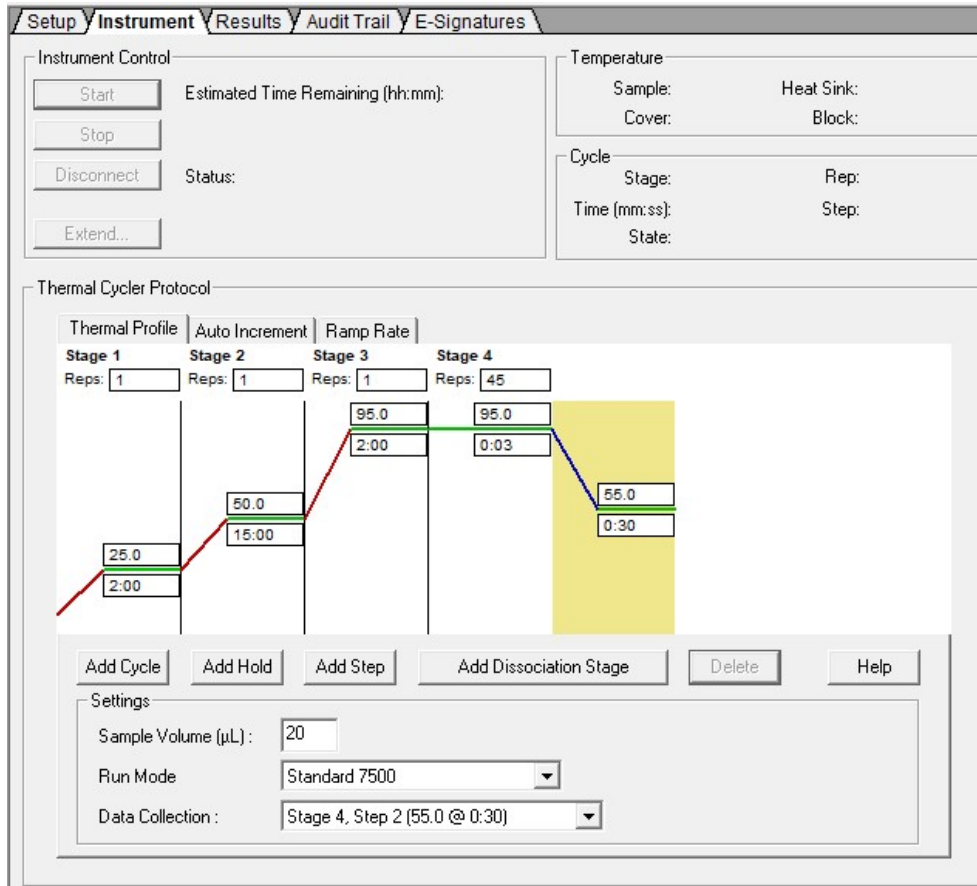 Setup Instrument Results Audit Trail E-Signatures
Instrument Control
Start Estimated Time Remaining (hh:mm):
Stop
Disconnect Status:
Extend...
Temperature
Sample: Heat Sink:
Cover: Block:
Cycle
Stage: Rep:
Time (mm:ss): Step:
State:
Thermal Cycler Protocol
Thermal Profile Auto Increment Ramp Rate
Stage 1 Stage 2 Stage 3 Stage 4
Reps: 1 Reps: 1 Reps: 1 Reps: 45
95.0 95.0
2:00 0:03
50.0 55.0
15:00 0:30
25.0
2:00
Add Cycle Add Hold Add Step Add Dissociation Stage Delete Help
Settings
Sample Volume (µL) : 20
Run Mode Standard 7500
Data Collection : Stage 4, Step 2 (55.0 @ 0:30)